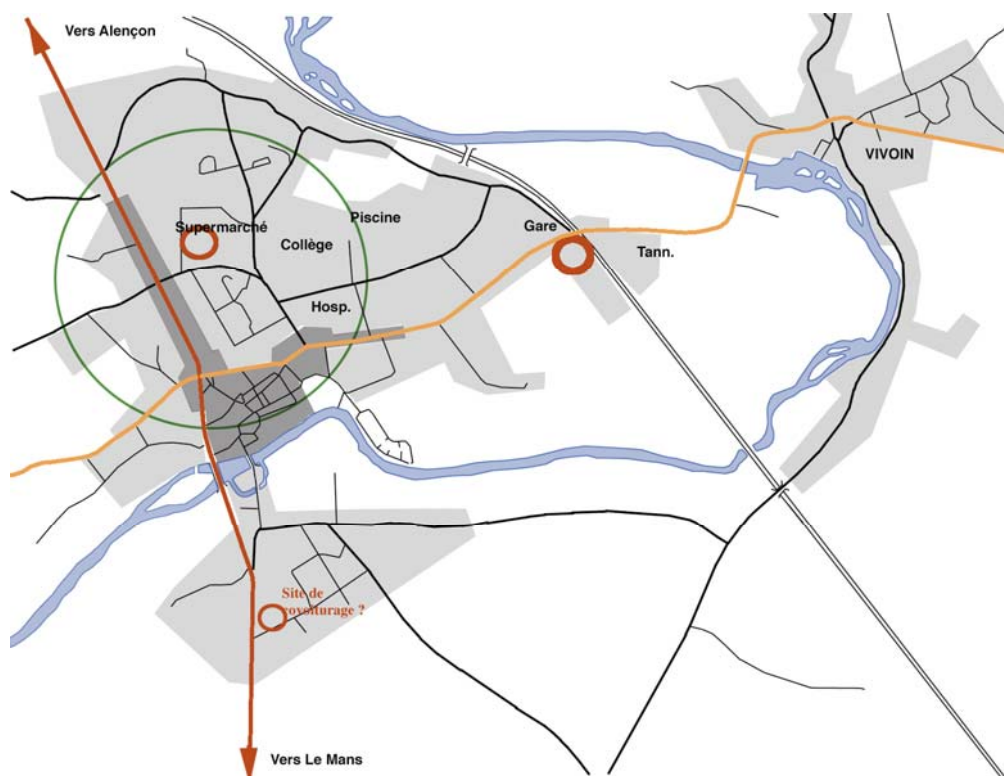 Vers Alençon
VIVOIN
Piscine
Supermarché
Gare
Collège
Tann.
Hosp.
Site de
covoiturage ?
Vers Le Mans